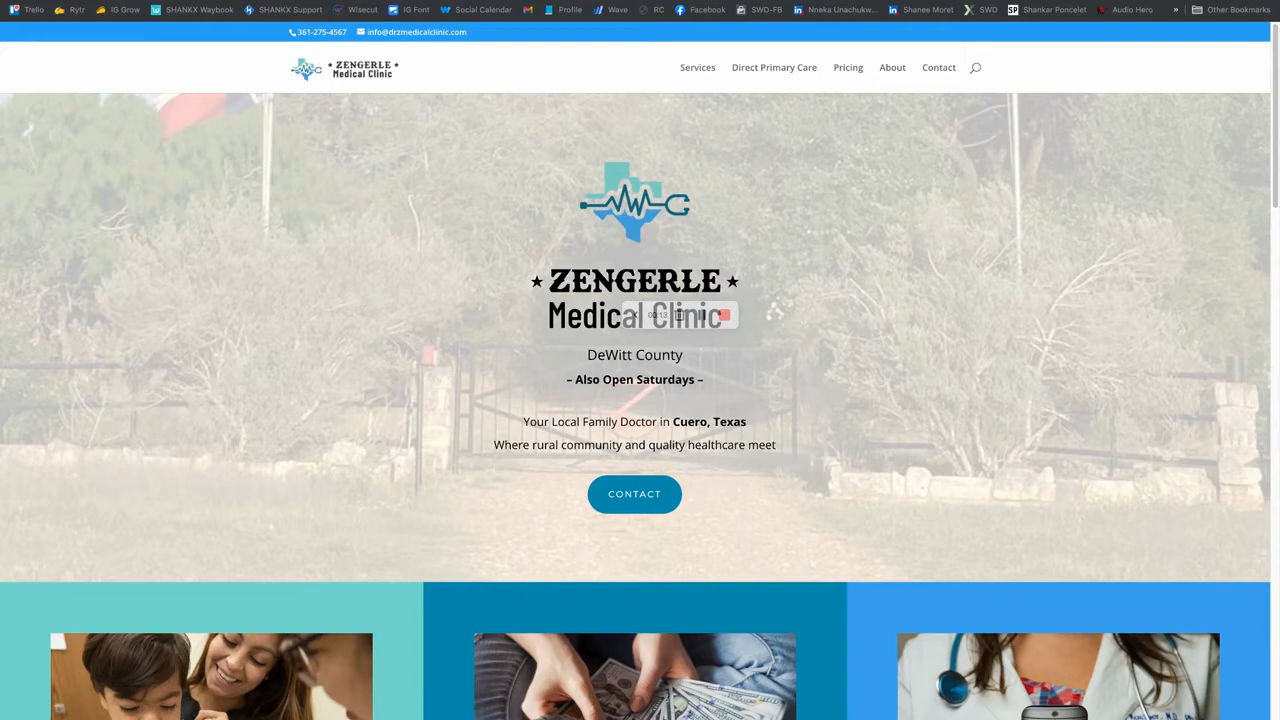 Trello Rytr IG Grow SHANKX Waybook SHANKX Support Wisecut IG Font Social Calendar Profile Wave RC Facebook SWD-FB Nneka Unachukw... Shanee Moret SWD Shankar Poncelet Audio Hero » Other Bookmarks
361-275-4567 info@drzmedicalclinic.com
ZENGERLE
Medical Clinic
Services Direct Primary Care Pricing About Contact
ZENGERLE
Medical Clinic
00:13
DeWitt County
– Also Open Saturdays –
Your Local Family Doctor in Cuero, Texas
Where rural community and quality healthcare meet
CONTACT